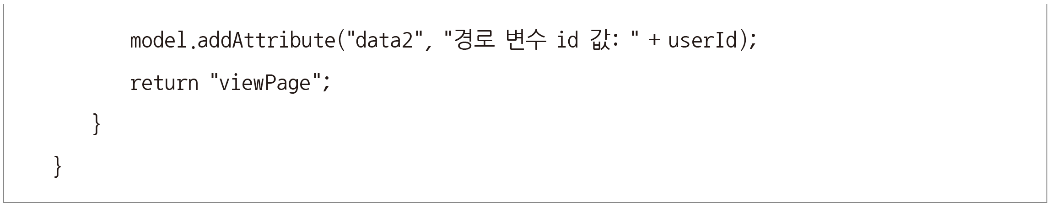 model.addAttribute("data2", "경로 변수 id 값: " + userId);
return "viewPage";
}
}